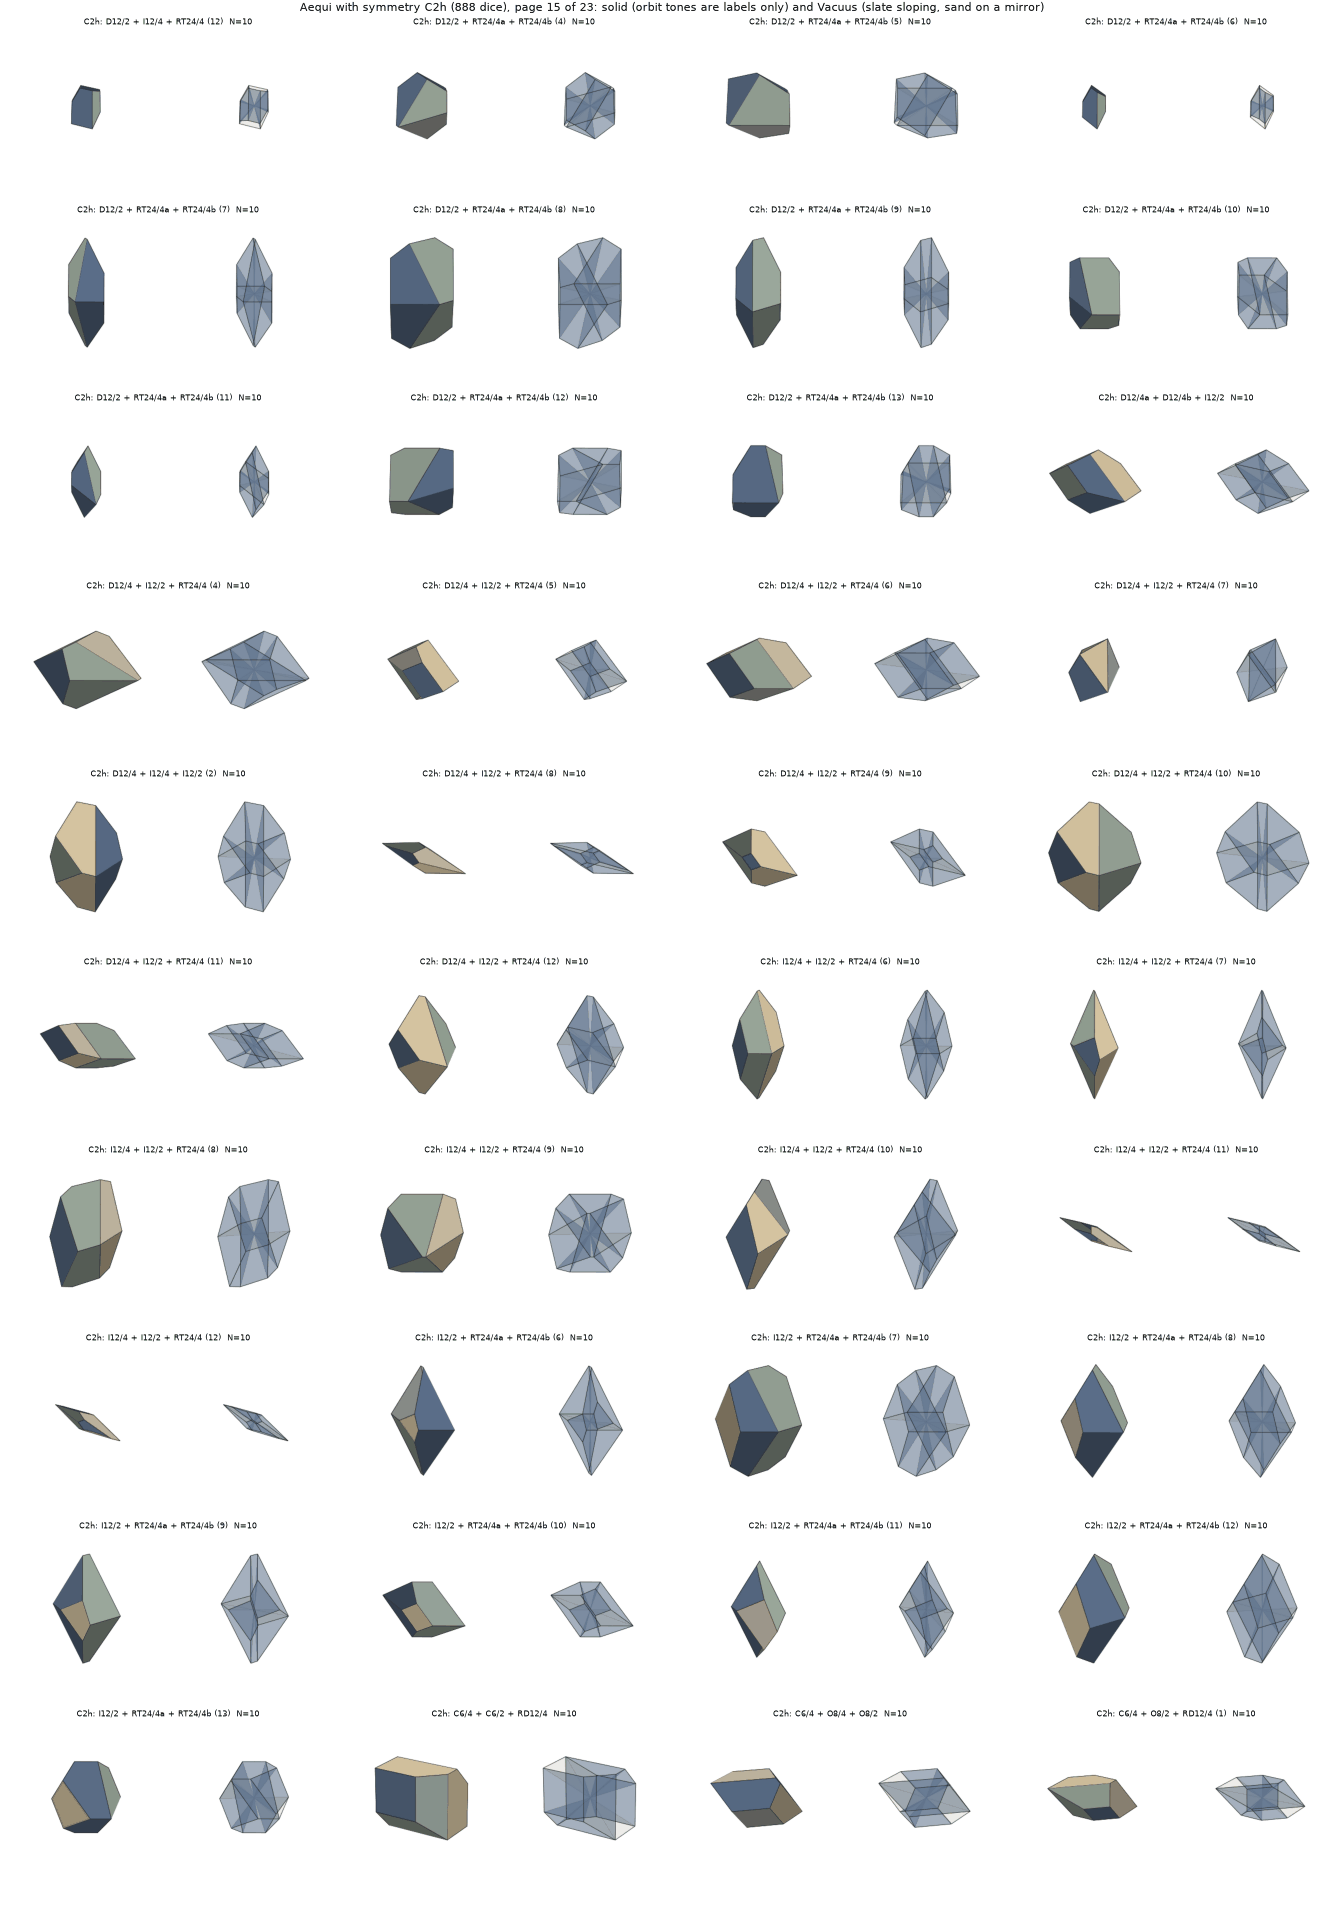 Aequi with symmetry C2h (888 dice), page 15 of 23: solid (orbit tones are labels only) and Vacuus (slate sloping, sand on a mirror)
C2h: D12/2 + I12/4 + RT24/4 (12)  N=10
C2h: D12/2 + RT24/4a + RT24/4b (4)  N=10
C2h: D12/2 + RT24/4a + RT24/4b (5)  N=10
C2h: D12/2 + RT24/4a + RT24/4b (6)  N=10
C2h: D12/2 + RT24/4a + RT24/4b (7)  N=10
C2h: D12/2 + RT24/4a + RT24/4b (8)  N=10
C2h: D12/2 + RT24/4a + RT24/4b (9)  N=10
C2h: D12/2 + RT24/4a + RT24/4b (10)  N=10
C2h: D12/2 + RT24/4a + RT24/4b (11)  N=10
C2h: D12/2 + RT24/4a + RT24/4b (12)  N=10
C2h: D12/2 + RT24/4a + RT24/4b (13)  N=10
C2h: D12/4a + D12/4b + I12/2  N=10
C2h: D12/4 + I12/2 + RT24/4 (4)  N=10
C2h: D12/4 + I12/2 + RT24/4 (5)  N=10
C2h: D12/4 + I12/2 + RT24/4 (6)  N=10
C2h: D12/4 + I12/2 + RT24/4 (7)  N=10
C2h: D12/4 + I12/4 + I12/2 (2)  N=10
C2h: D12/4 + I12/2 + RT24/4 (8)  N=10
C2h: D12/4 + I12/2 + RT24/4 (9)  N=10
C2h: D12/4 + I12/2 + RT24/4 (10)  N=10
C2h: D12/4 + I12/2 + RT24/4 (11)  N=10
C2h: D12/4 + I12/2 + RT24/4 (12)  N=10
C2h: I12/4 + I12/2 + RT24/4 (6)  N=10
C2h: I12/4 + I12/2 + RT24/4 (7)  N=10
C2h: I12/4 + I12/2 + RT24/4 (8)  N=10
C2h: I12/4 + I12/2 + RT24/4 (9)  N=10
C2h: I12/4 + I12/2 + RT24/4 (10)  N=10
C2h: I12/4 + I12/2 + RT24/4 (11)  N=10
C2h: I12/4 + I12/2 + RT24/4 (12)  N=10
C2h: I12/2 + RT24/4a + RT24/4b (6)  N=10
C2h: I12/2 + RT24/4a + RT24/4b (7)  N=10
C2h: I12/2 + RT24/4a + RT24/4b (8)  N=10
C2h: I12/2 + RT24/4a + RT24/4b (9)  N=10
C2h: I12/2 + RT24/4a + RT24/4b (10)  N=10
C2h: I12/2 + RT24/4a + RT24/4b (11)  N=10
C2h: I12/2 + RT24/4a + RT24/4b (12)  N=10
C2h: I12/2 + RT24/4a + RT24/4b (13)  N=10
C2h: C6/4 + C6/2 + RD12/4  N=10
C2h: C6/4 + O8/4 + O8/2  N=10
C2h: C6/4 + O8/2 + RD12/4 (1)  N=10